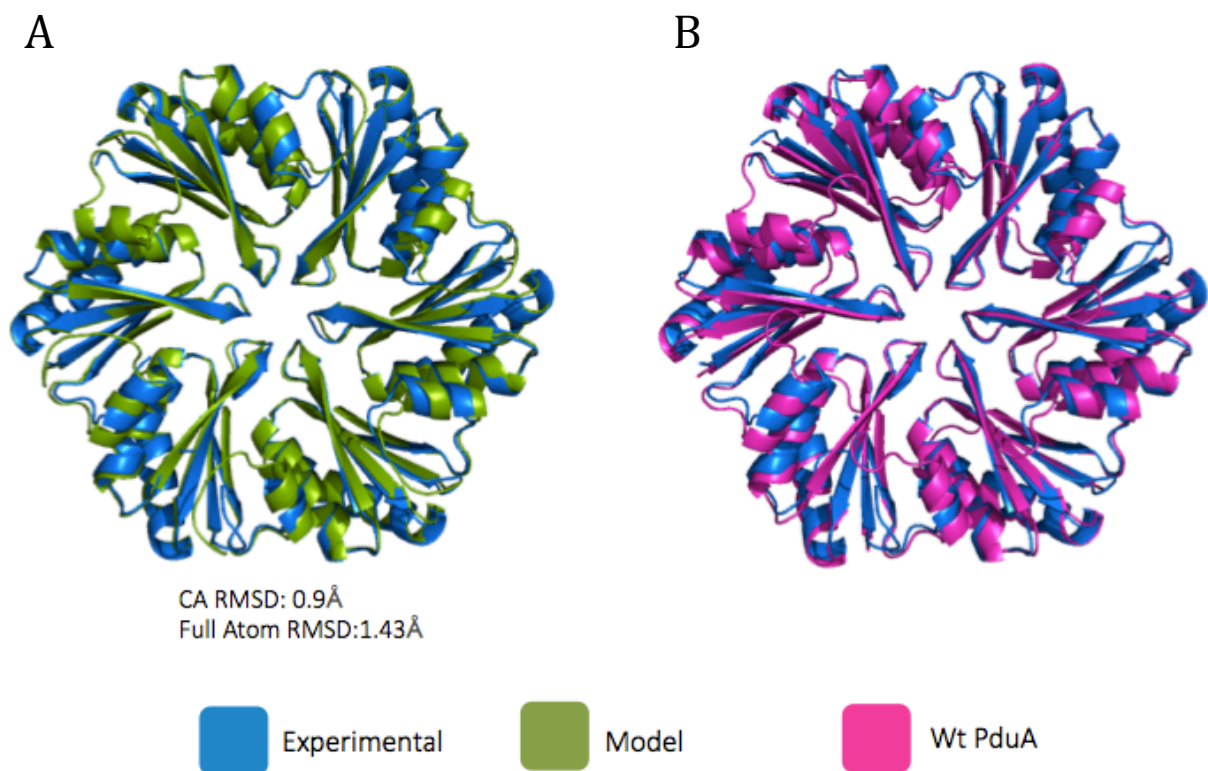 A
B
CA RMSD: 0.9Å
Full Atom RMSD:1.43Å
Experimental
Model
Wt PduA